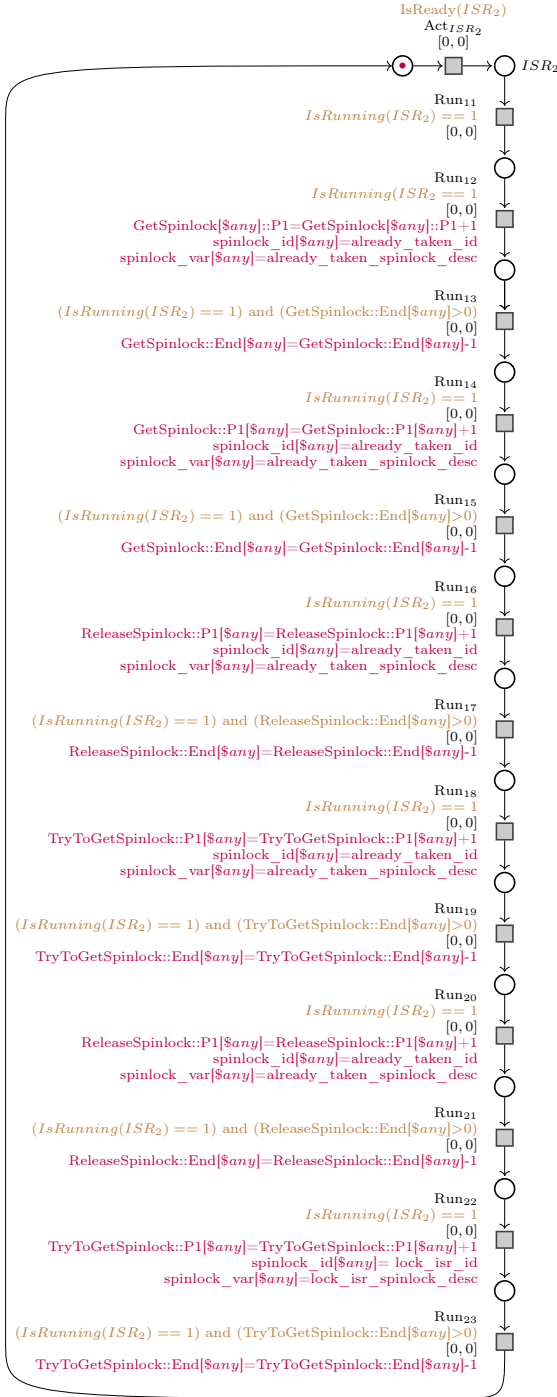 IsReady(ISR₂)
Act_ISR₂
[0, 0]
ISR₂
Run₁₁
IsRunning(ISR₂) == 1
[0, 0]
Run₁₂
IsRunning(ISR₂ == 1
[0, 0]
GetSpinlock[$any]::P1=GetSpinlock[$any]::P1+1
spinlock_id[$any]=already_taken_id
spinlock_var[$any]=already_taken_spinlock_desc
Run₁₃
(IsRunning(ISR₂) == 1) and (GetSpinlock::End[$any]>0)
[0, 0]
GetSpinlock::End[$any]=GetSpinlock::End[$any]-1
Run₁₄
IsRunning(ISR₂) == 1
[0, 0]
GetSpinlock::P1[$any]=GetSpinlock::P1[$any]+1
spinlock_id[$any]=already_taken_id
spinlock_var[$any]=already_taken_spinlock_desc
Run₁₅
(IsRunning(ISR₂) == 1) and (GetSpinlock::End[$any]>0)
[0, 0]
GetSpinlock::End[$any]=GetSpinlock::End[$any]-1
Run₁₆
IsRunning(ISR₂) == 1
[0, 0]
ReleaseSpinlock::P1[$any]=ReleaseSpinlock::P1[$any]+1
spinlock_id[$any]=already_taken_id
spinlock_var[$any]=already_taken_spinlock_desc
Run₁₇
(IsRunning(ISR₂) == 1) and (ReleaseSpinlock::End[$any]>0)
[0, 0]
ReleaseSpinlock::End[$any]=ReleaseSpinlock::End[$any]-1
Run₁₈
IsRunning(ISR₂) == 1
[0, 0]
TryToGetSpinlock::P1[$any]=TryToGetSpinlock::P1[$any]+1
spinlock_id[$any]=already_taken_id
spinlock_var[$any]=already_taken_spinlock_desc
Run₁₉
(IsRunning(ISR₂) == 1) and (TryToGetSpinlock::End[$any]>0)
[0, 0]
TryToGetSpinlock::End[$any]=TryToGetSpinlock::End[$any]-1
Run₂₀
IsRunning(ISR₂) == 1
[0, 0]
ReleaseSpinlock::P1[$any]=ReleaseSpinlock::P1[$any]+1
spinlock_id[$any]=already_taken_id
spinlock_var[$any]=already_taken_spinlock_desc
Run₂₁
(IsRunning(ISR₂) == 1) and (ReleaseSpinlock::End[$any]>0)
[0, 0]
ReleaseSpinlock::End[$any]=ReleaseSpinlock::End[$any]-1
Run₂₂
IsRunning(ISR₂) == 1
[0, 0]
TryToGetSpinlock::P1[$any]=TryToGetSpinlock::P1[$any]+1
spinlock_id[$any]= lock_isr_id
spinlock_var[$any]=lock_isr_spinlock_desc
Run₂₃
(IsRunning(ISR₂) == 1) and (TryToGetSpinlock::End[$any]>0)
[0, 0]
TryToGetSpinlock::End[$any]=TryToGetSpinlock::End[$any]-1